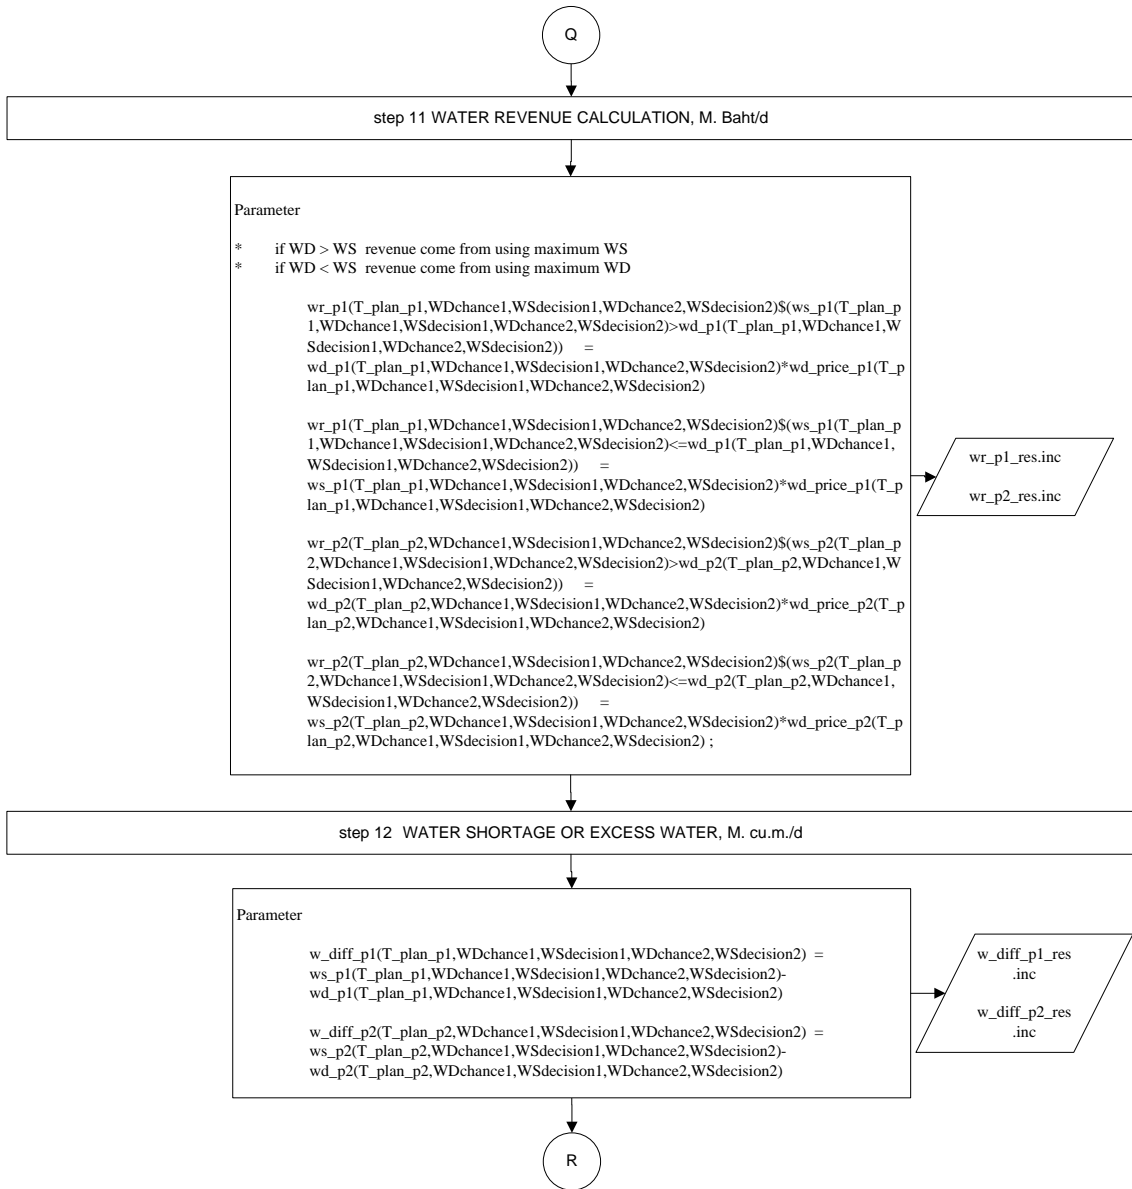 Q
step 11 WATER REVENUE CALCULATION, M. Baht/d
Parameter
* if WD > WS revenue come from using maximum WS
* if WD < WS revenue come from using maximum WD
wr_p1(T_plan_p1,WDchance1,WSdecision1,WDchance2,WSdecision2)$(ws_p1(T_plan_p
1,WDchance1,WSdecision1,WDchance2,WSdecision2)>wd_p1(T_plan_p1,WDchance1,W
Sdecision1,WDchance2,WSdecision2)) =
wd_p1(T_plan_p1,WDchance1,WSdecision1,WDchance2,WSdecision2)*wd_price_p1(T_p
lan_p1,WDchance1,WSdecision1,WDchance2,WSdecision2)
wr_p1(T_plan_p1,WDchance1,WSdecision1,WDchance2,WSdecision2)$(ws_p1(T_plan_p
1,WDchance1,WSdecision1,WDchance2,WSdecision2)<=wd_p1(T_plan_p1,WDchance1,
WSdecision1,WDchance2,WSdecision2)) =
ws_p1(T_plan_p1,WDchance1,WSdecision1,WDchance2,WSdecision2)*wd_price_p1(T_p
lan_p1,WDchance1,WSdecision1,WDchance2,WSdecision2)
wr_p2(T_plan_p2,WDchance1,WSdecision1,WDchance2,WSdecision2)$(ws_p2(T_plan_p
2,WDchance1,WSdecision1,WDchance2,WSdecision2)>wd_p2(T_plan_p2,WDchance1,W
Sdecision1,WDchance2,WSdecision2)) =
wd_p2(T_plan_p2,WDchance1,WSdecision1,WDchance2,WSdecision2)*wd_price_p2(T_p
lan_p2,WDchance1,WSdecision1,WDchance2,WSdecision2)
wr_p2(T_plan_p2,WDchance1,WSdecision1,WDchance2,WSdecision2)$(ws_p2(T_plan_p
2,WDchance1,WSdecision1,WDchance2,WSdecision2)<=wd_p2(T_plan_p2,WDchance1,
WSdecision1,WDchance2,WSdecision2)) =
ws_p2(T_plan_p2,WDchance1,WSdecision1,WDchance2,WSdecision2)*wd_price_p2(T_p
lan_p2,WDchance1,WSdecision1,WDchance2,WSdecision2) ;
wr_p1_res.inc
wr_p2_res.inc
step 12 WATER SHORTAGE OR EXCESS WATER, M. cu.m./d
Parameter
w_diff_p1(T_plan_p1,WDchance1,WSdecision1,WDchance2,WSdecision2) =
ws_p1(T_plan_p1,WDchance1,WSdecision1,WDchance2,WSdecision2)-
wd_p1(T_plan_p1,WDchance1,WSdecision1,WDchance2,WSdecision2)
w_diff_p2(T_plan_p2,WDchance1,WSdecision1,WDchance2,WSdecision2) =
ws_p2(T_plan_p2,WDchance1,WSdecision1,WDchance2,WSdecision2)-
wd_p2(T_plan_p2,WDchance1,WSdecision1,WDchance2,WSdecision2)
w_diff_p1_res
.inc
w_diff_p2_res
.inc
R